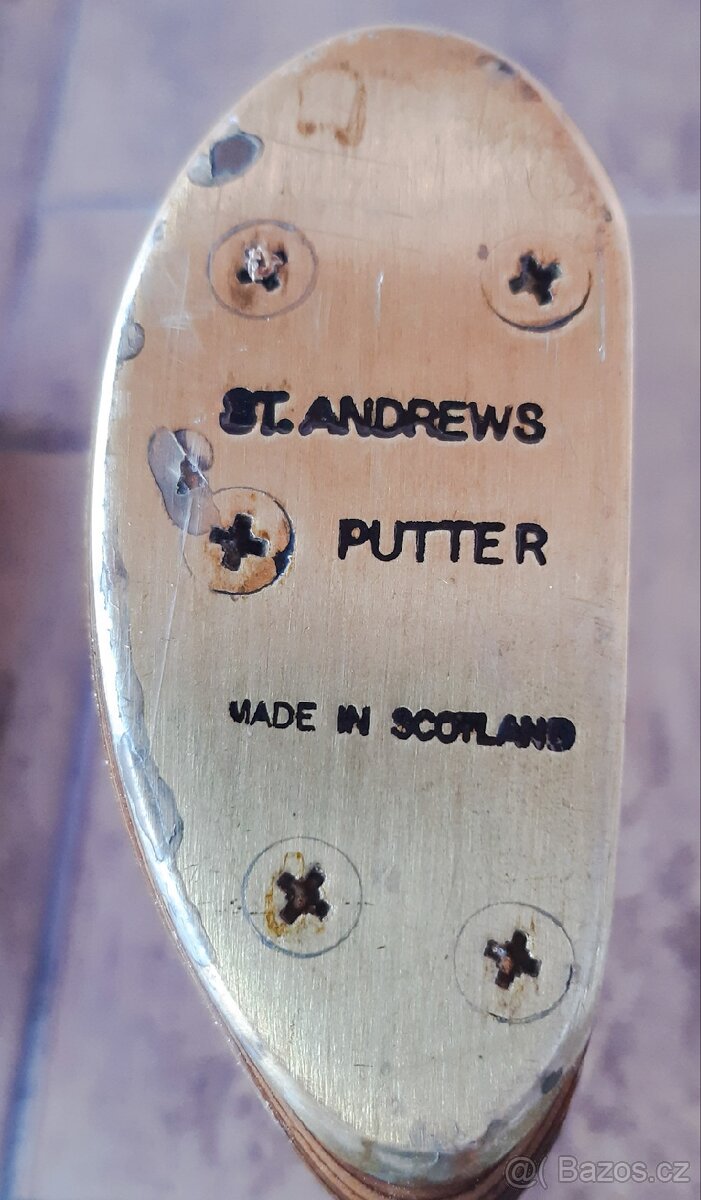 ST. ANDREWS
PUTTER
MADE IN SCOTLAND
@( Bazos.cz